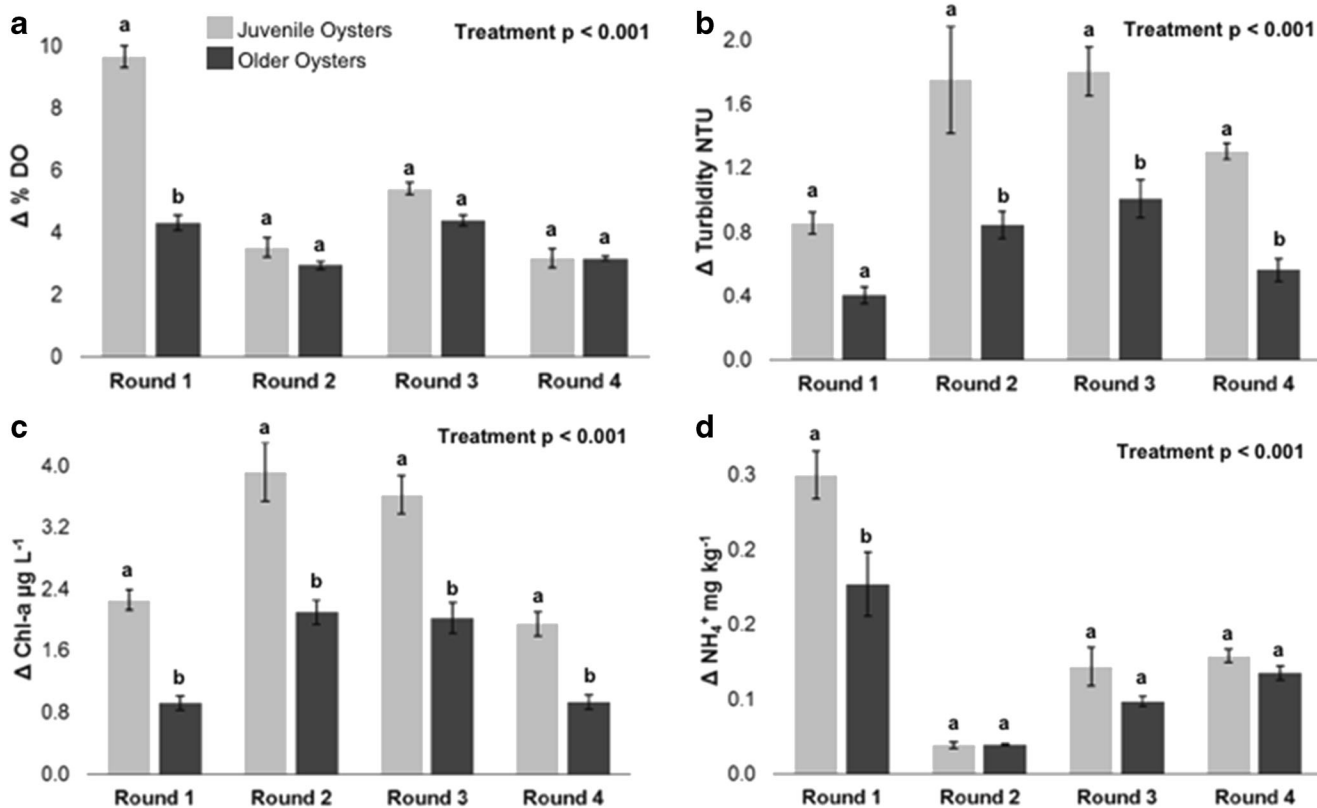 a
Juvenile Oysters
Older Oysters
Treatment p < 0.001
Δ % DO
10
8
6
4
2
0
a
b
a
a
a
a
a
a
Round 1 Round 2 Round 3 Round 4
b
Treatment p < 0.001
Δ Turbidity NTU
2.0
1.6
1.2
0.8
0.4
0.0
a
a
a
b
a
b
a
b
Round 1 Round 2 Round 3 Round 4
c
Treatment p < 0.001
Δ Chl-a µg L⁻¹
4.0
3.2
2.4
1.6
0.8
0.0
a
b
a
b
a
b
a
b
Round 1 Round 2 Round 3 Round 4
d
Treatment p < 0.001
Δ NH₄⁺ mg kg⁻¹
0.3
0.2
0.2
0.1
0.0
a
b
a
a
a
a
a
a
Round 1 Round 2 Round 3 Round 4